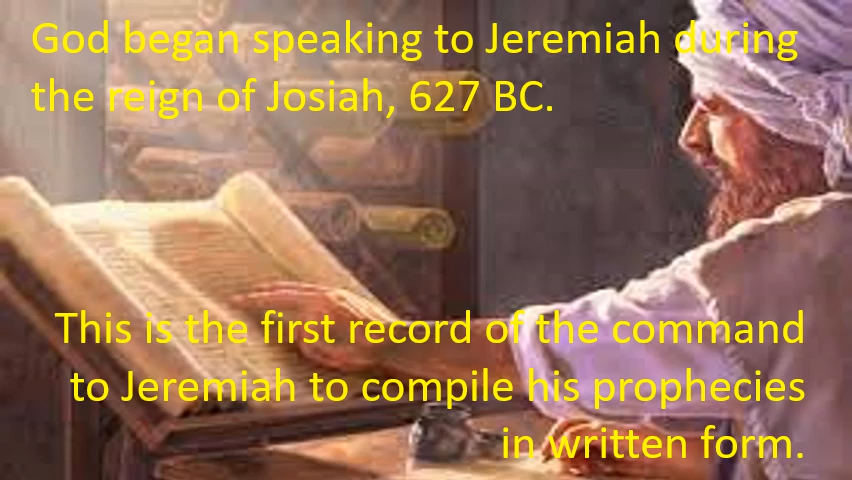 God began speaking to Jeremiah during
the reign of Josiah, 627 BC.
This is the first record of the command
to Jeremiah to compile his prophecies
in written form.